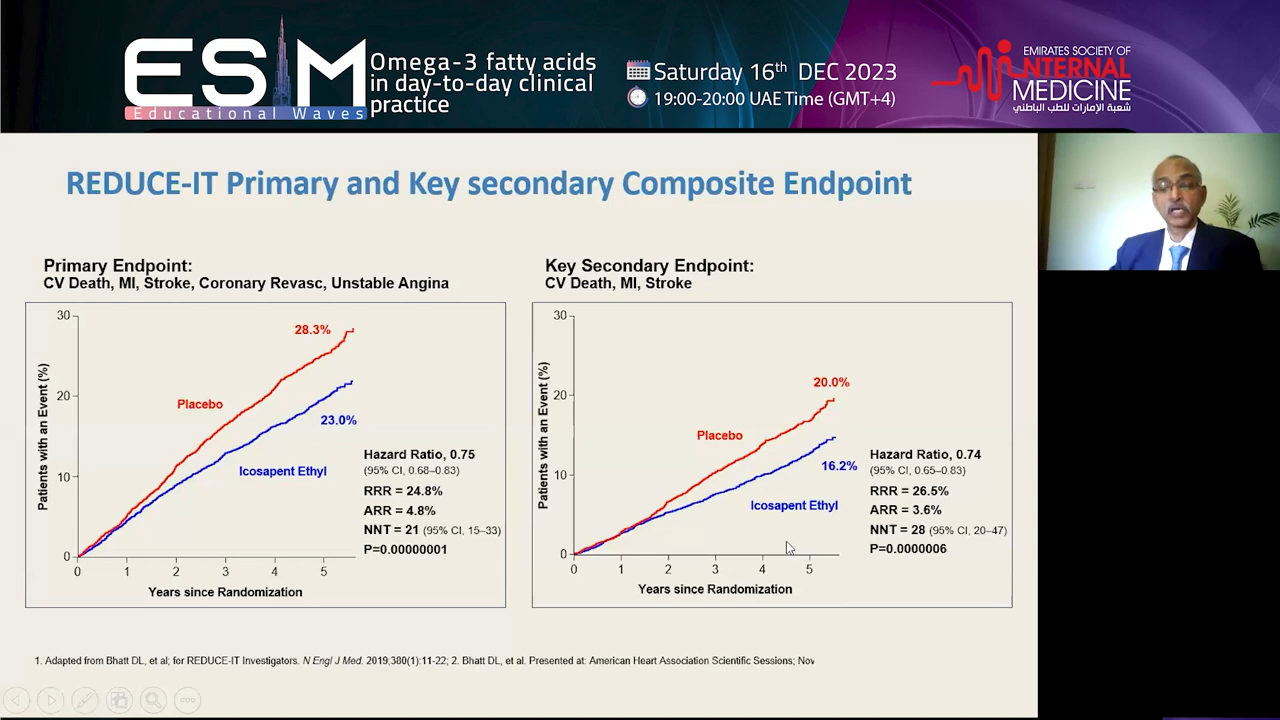 ESM
Educational Waves
Omega-3 fatty acids
in day-to-day clinical
practice
Saturday 16th DEC 2023
19:00-20:00 UAE Time (GMT+4)
EMIRATES SOCIETY OF
INTERNAL
MEDICINE
شعبة الإمارات للطب الباطني
REDUCE-IT Primary and Key secondary Composite Endpoint
Primary Endpoint:
CV Death, MI, Stroke, Coronary Revasc, Unstable Angina
Patients with an Event (%)
30
20
10
0
28.3%
Placebo
23.0%
Icosapent Ethyl
Hazard Ratio, 0.75
(95% CI, 0.68–0.83)
RRR = 24.8%
ARR = 4.8%
NNT = 21 (95% CI, 15–33)
P=0.00000001
0 1 2 3 4 5
Years since Randomization
Key Secondary Endpoint:
CV Death, MI, Stroke
Patients with an Event (%)
30
20
10
0
20.0%
Placebo
16.2%
Icosapent Ethyl
Hazard Ratio, 0.74
(95% CI, 0.65–0.83)
RRR = 26.5%
ARR = 3.6%
NNT = 28 (95% CI, 20–47)
P=0.0000006
0 1 2 3 4 5
Years since Randomization
1. Adapted from Bhatt DL, et al; for REDUCE-IT Investigators. N Engl J Med. 2019;380(1):11-22; 2. Bhatt DL, et al. Presented at: American Heart Association Scientific Sessions; Nov